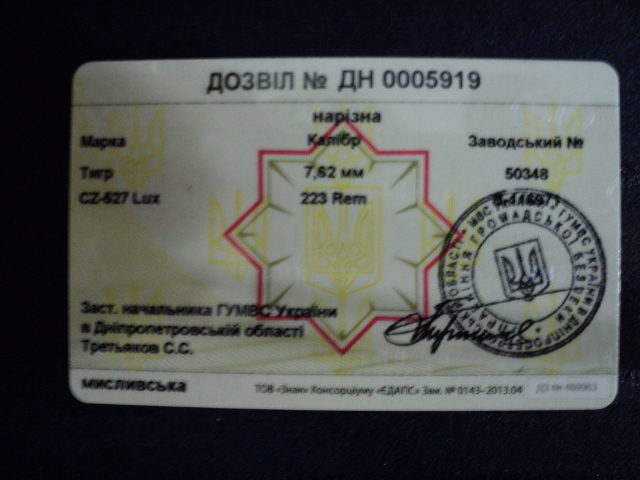 ДОЗВІЛ № ДН 0005919
нарізна
Марка Калібр Заводський №
Тигр 7,62 мм 50348
CZ-527 Lux 223 Rem
Заст. начальника ГУМВС України
в Дніпропетровській області
Третьяков С.С.
мисливська ТОВ «Знак» Консорціуму «ЄДАПС» Зам. № 0143-2013.04